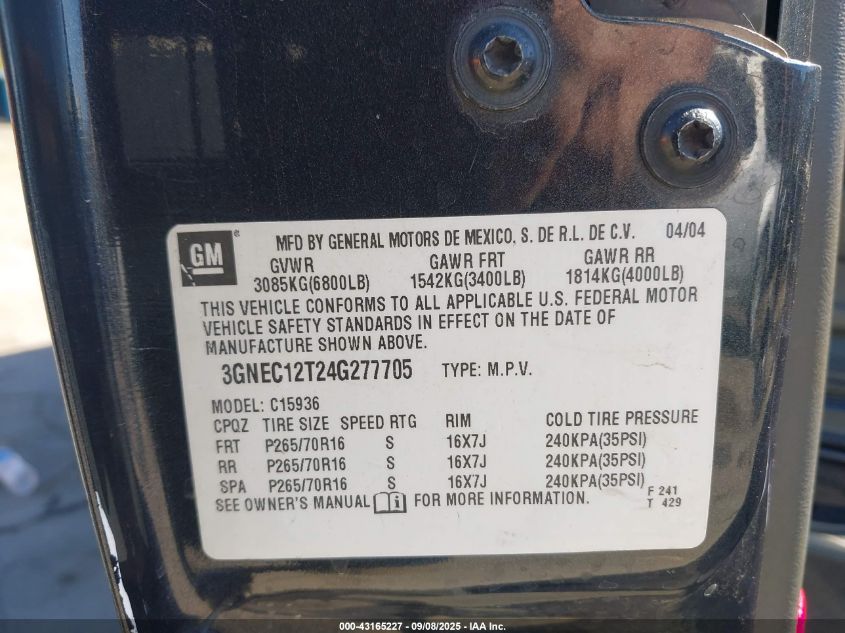 GM®
MFD BY GENERAL MOTORS DE MEXICO, S. DE R.L. DE C.V. 04/04
GVWR GAWR FRT GAWR RR
3085KG(6800LB) 1542KG(3400LB) 1814KG(4000LB)
THIS VEHICLE CONFORMS TO ALL APPLICABLE U.S. FEDERAL MOTOR
VEHICLE SAFETY STANDARDS IN EFFECT ON THE DATE OF
MANUFACTURE SHOWN ABOVE.
3GNEC12T24G277705 TYPE: M.P.V.
MODEL: C15936
CPQZ TIRE SIZE SPEED RTG RIM COLD TIRE PRESSURE
FRT P265/70R16 S 16X7J 240KPA(35PSI)
RR P265/70R16 S 16X7J 240KPA(35PSI)
SPA P265/70R16 S 16X7J 240KPA(35PSI)
SEE OWNER'S MANUAL i FOR MORE INFORMATION.
F 241
T 429
000-43165227 - 09/08/2025 - IAA Inc.